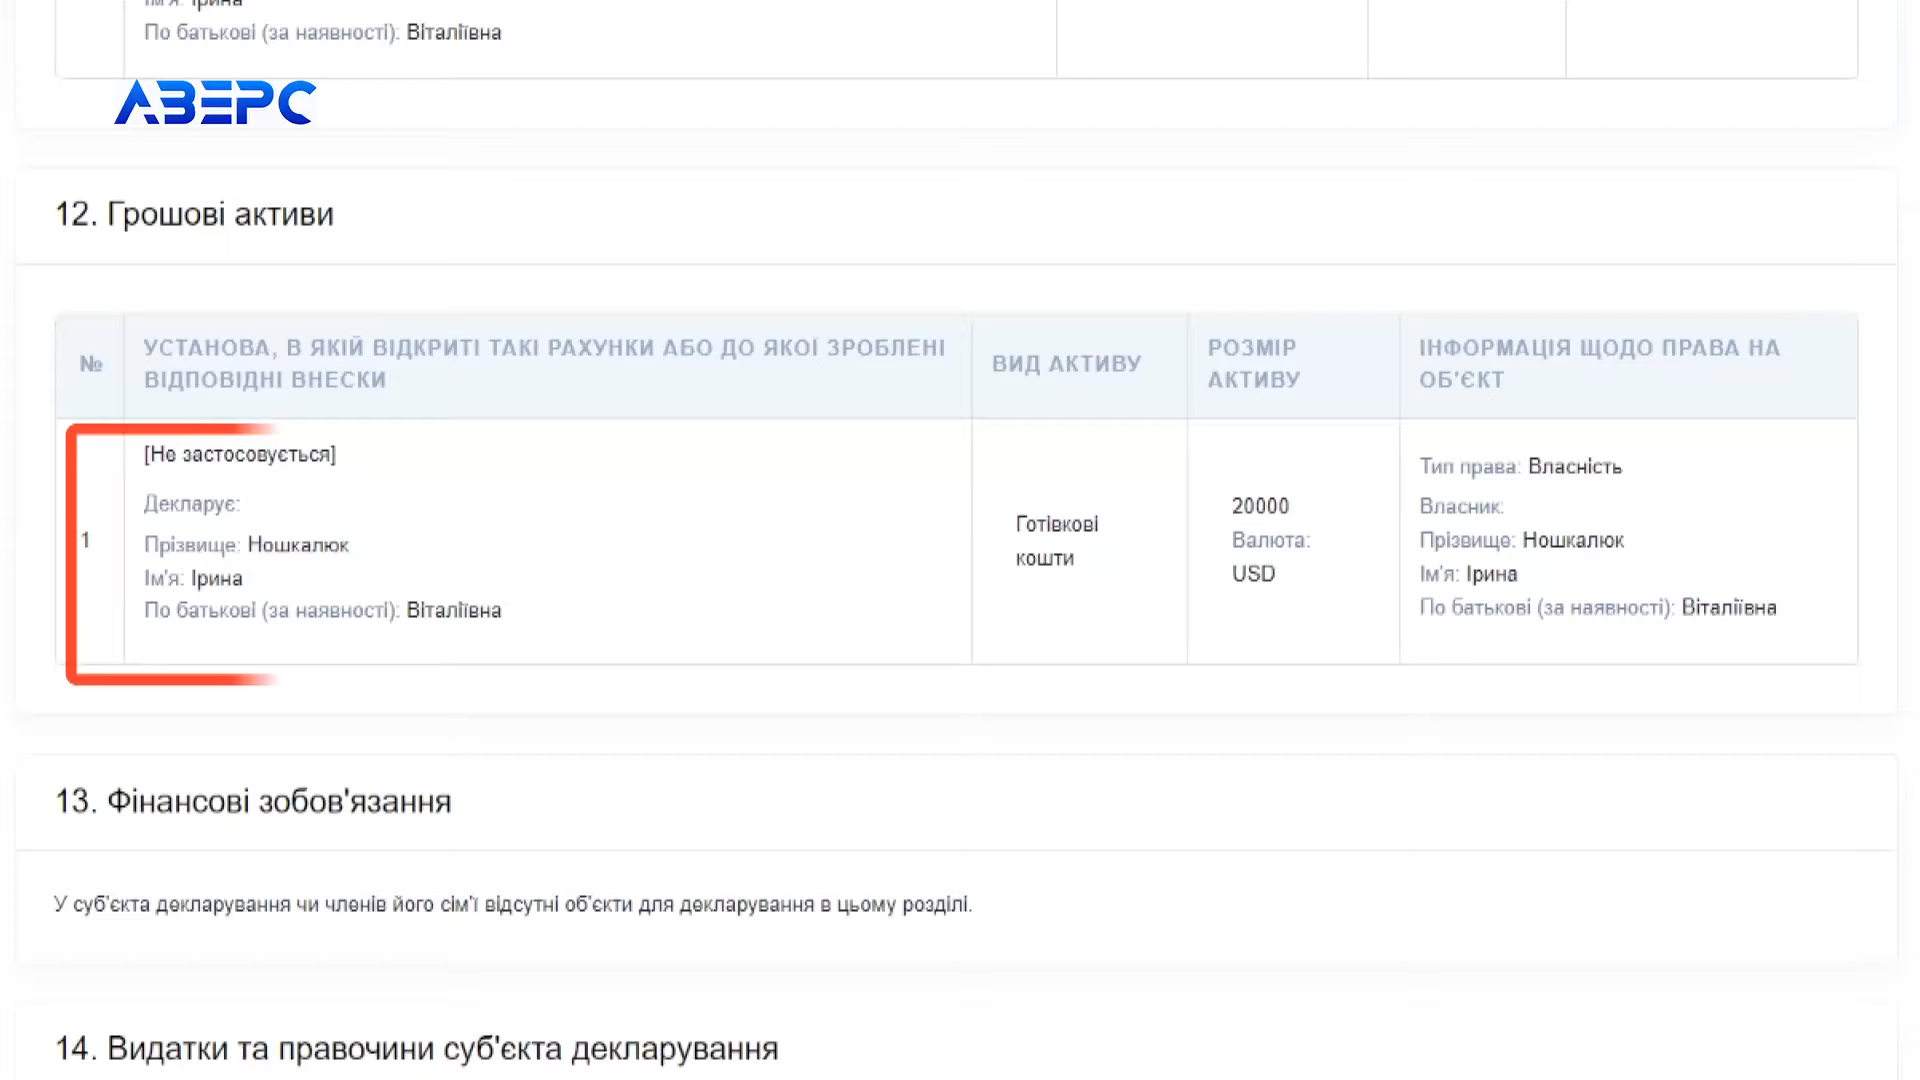 Ім'я: Ірина
По батькові (за наявності): Віталіївна
АВЕРС
12. Грошові активи
№
УСТАНОВА, В ЯКІЙ ВІДКРИТІ ТАКІ РАХУНКИ АБО ДО ЯКОЇ ЗРОБЛЕНІ
ВІДПОВІДНІ ВНЕСКИ
ВИД АКТИВУ
РОЗМІР
АКТИВУ
ІНФОРМАЦІЯ ЩОДО ПРАВА НА
ОБ'ЄКТ
1
[Не застосовується]
Декларує:
Прізвище: Ношкалюк
Ім'я: Ірина
По батькові (за наявності): Віталіївна
Готівкові
кошти
20000
Валюта:
USD
Тип права: Власність
Власник:
Прізвище: Ношкалюк
Ім'я: Ірина
По батькові (за наявності): Віталіївна
13. Фінансові зобов'язання
У суб'єкта декларування чи членів його сім'ї відсутні об'єкти для декларування в цьому розділі.
14. Видатки та правочини суб'єкта декларування